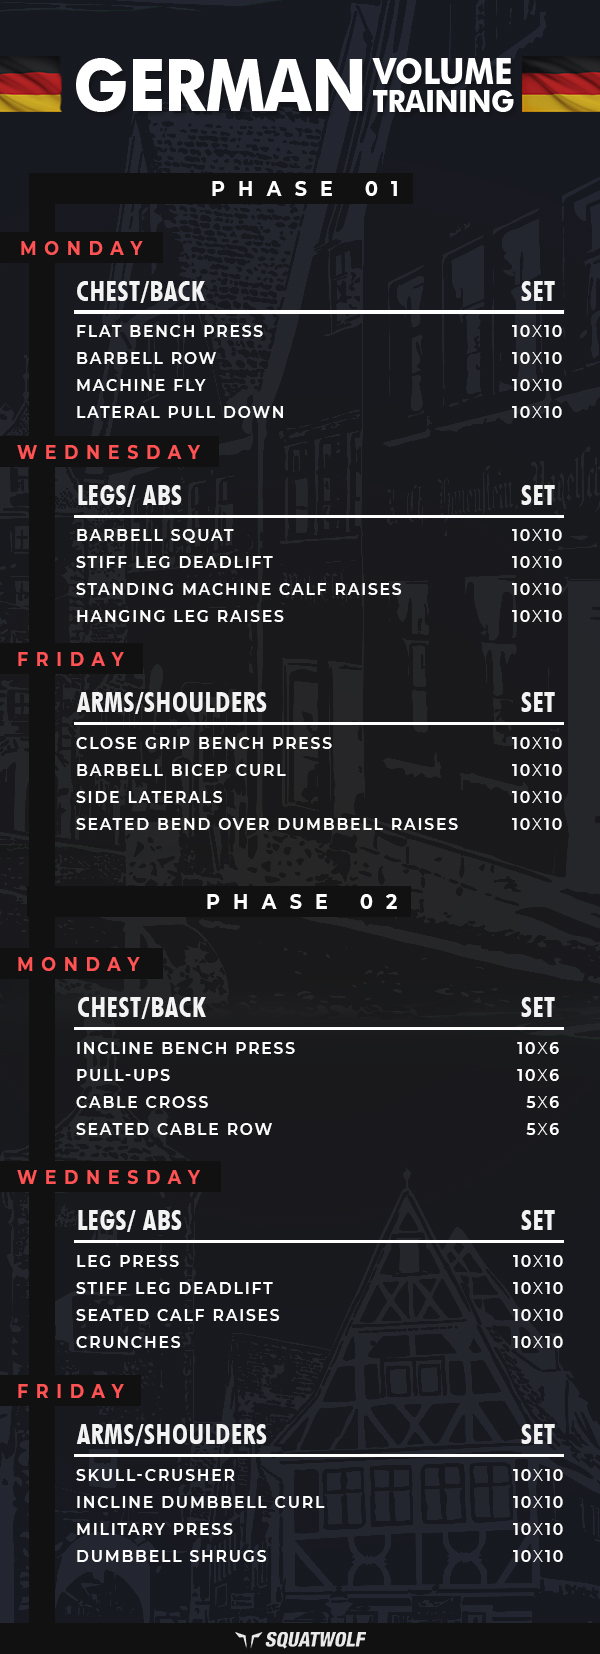 GERMAN VOLUME TRAINING
PHASE 01
MONDAY
CHEST/BACK SET
FLAT BENCH PRESS 10X10
BARBELL ROW 10X10
MACHINE FLY 10X10
LATERAL PULL DOWN 10X10
WEDNESDAY
LEGS/ ABS SET
BARBELL SQUAT 10X10
STIFF LEG DEADLIFT 10X10
STANDING MACHINE CALF RAISES 10X10
HANGING LEG RAISES 10X10
FRIDAY
ARMS/SHOULDERS SET
CLOSE GRIP BENCH PRESS 10X10
BARBELL BICEP CURL 10X10
SIDE LATERALS 10X10
SEATED BEND OVER DUMBBELL RAISES 10X10
PHASE 02
MONDAY
CHEST/BACK SET
INCLINE BENCH PRESS 10X6
PULL-UPS 10X6
CABLE CROSS 5X6
SEATED CABLE ROW 5X6
WEDNESDAY
LEGS/ ABS SET
LEG PRESS 10X10
STIFF LEG DEADLIFT 10X10
SEATED CALF RAISES 10X10
CRUNCHES 10X10
FRIDAY
ARMS/SHOULDERS SET
SKULL-CRUSHER 10X10
INCLINE DUMBBELL CURL 10X10
MILITARY PRESS 10X10
DUMBBELL SHRUGS 10X10
SQUATWOLF